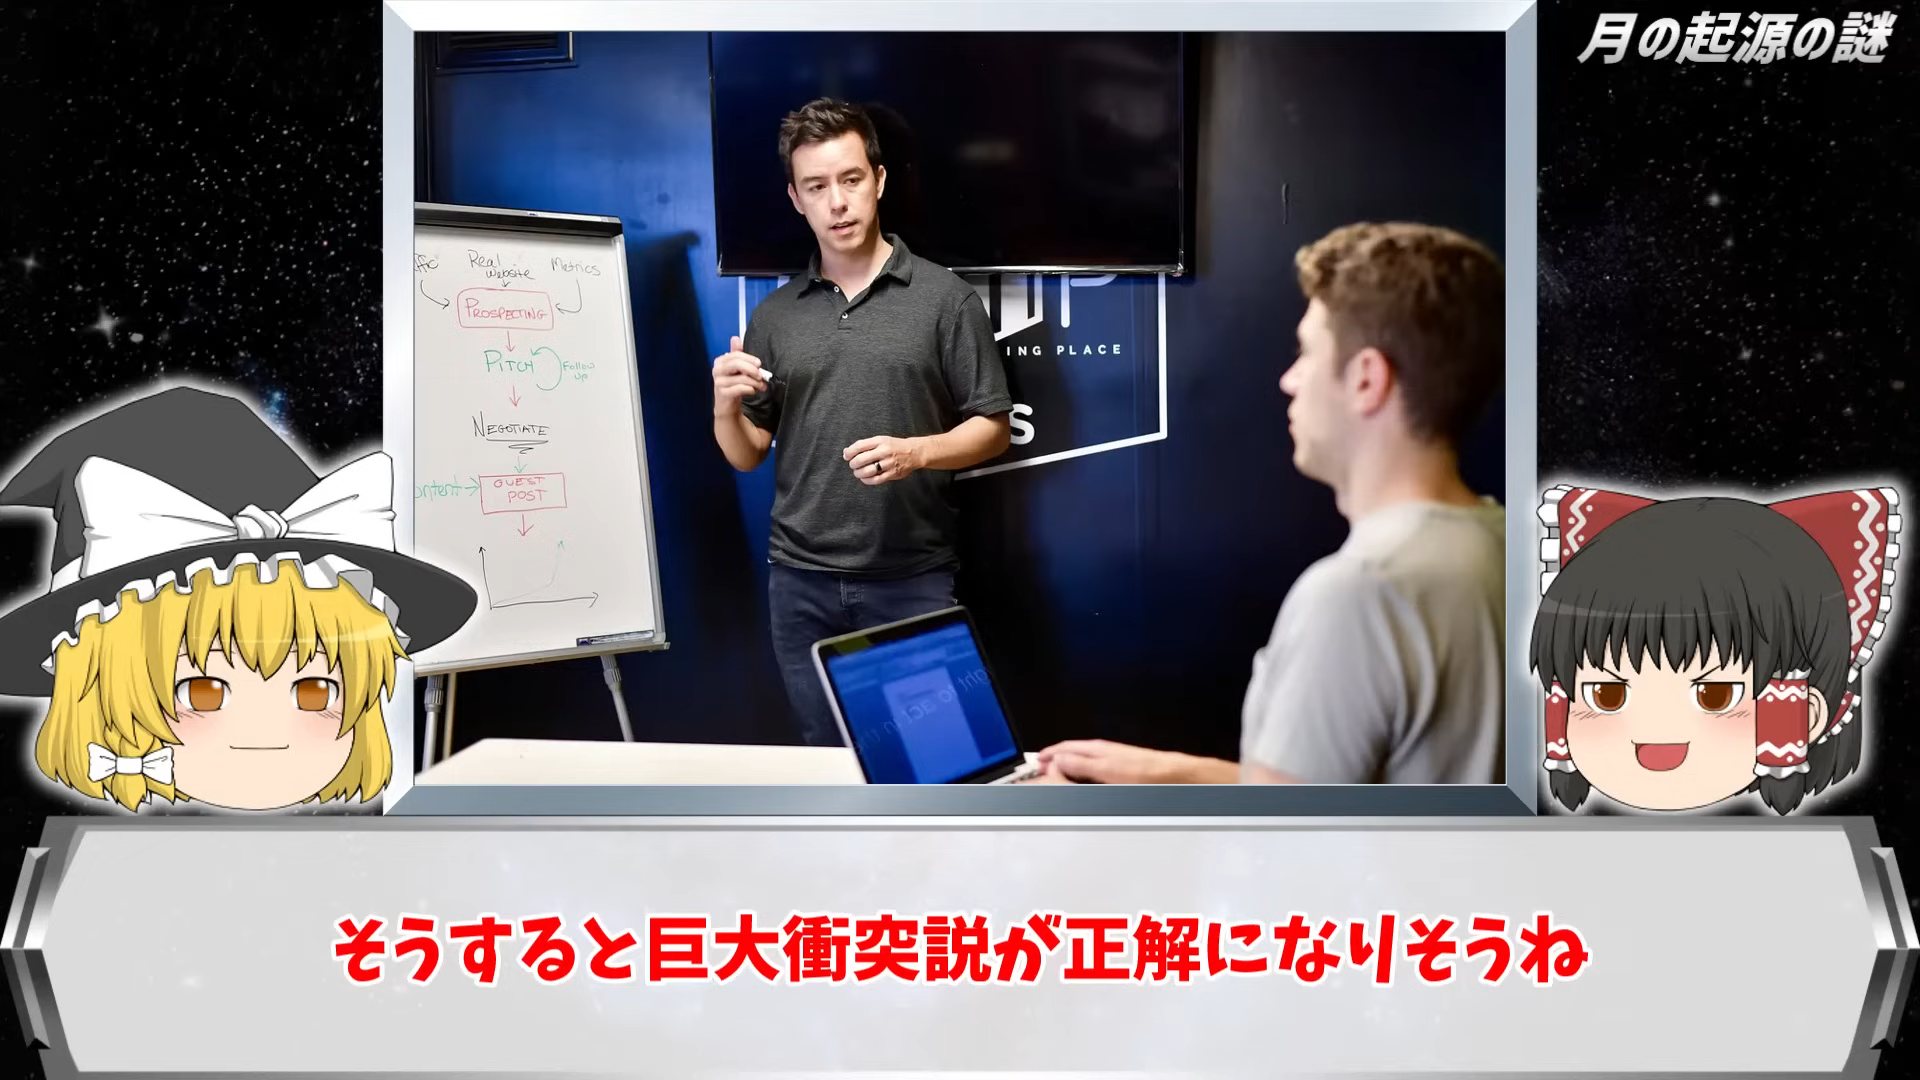 月の起源の謎
Real
website
Metrics
PROSPECTING
PITCH
Follow
up
NEGOTIATE
GUEST
POST
ING PLACE
S
そうすると巨大衝突説が正解になりそうね